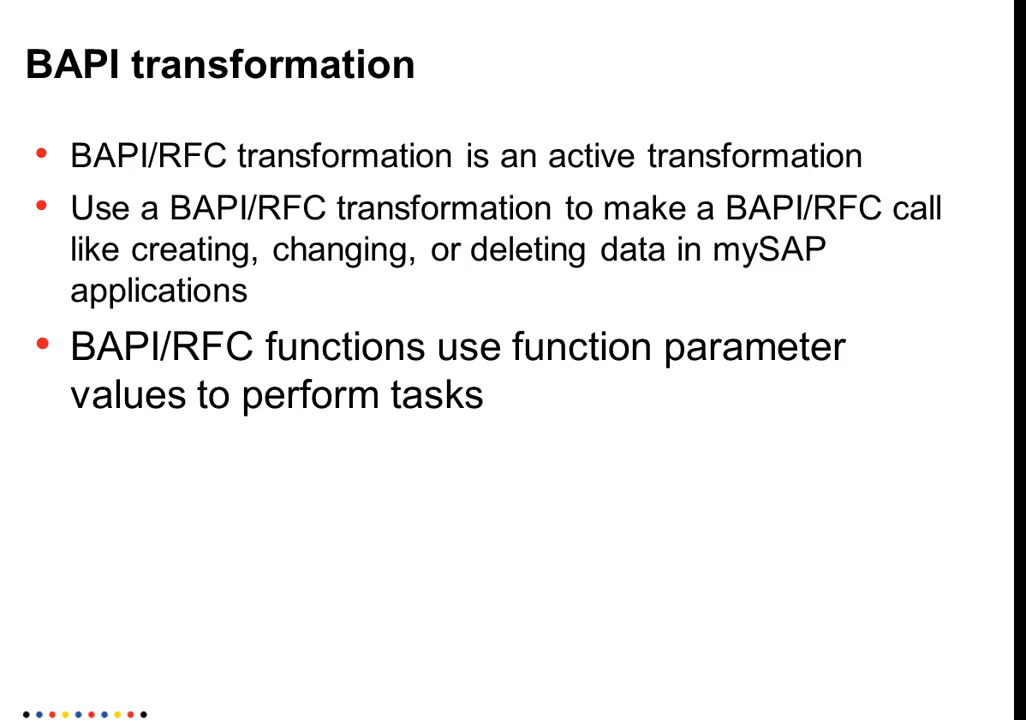 BAPI transformation
• BAPI/RFC transformation is an active transformation
• Use a BAPI/RFC transformation to make a BAPI/RFC call
like creating, changing, or deleting data in mySAP
applications
• BAPI/RFC functions use function parameter
values to perform tasks